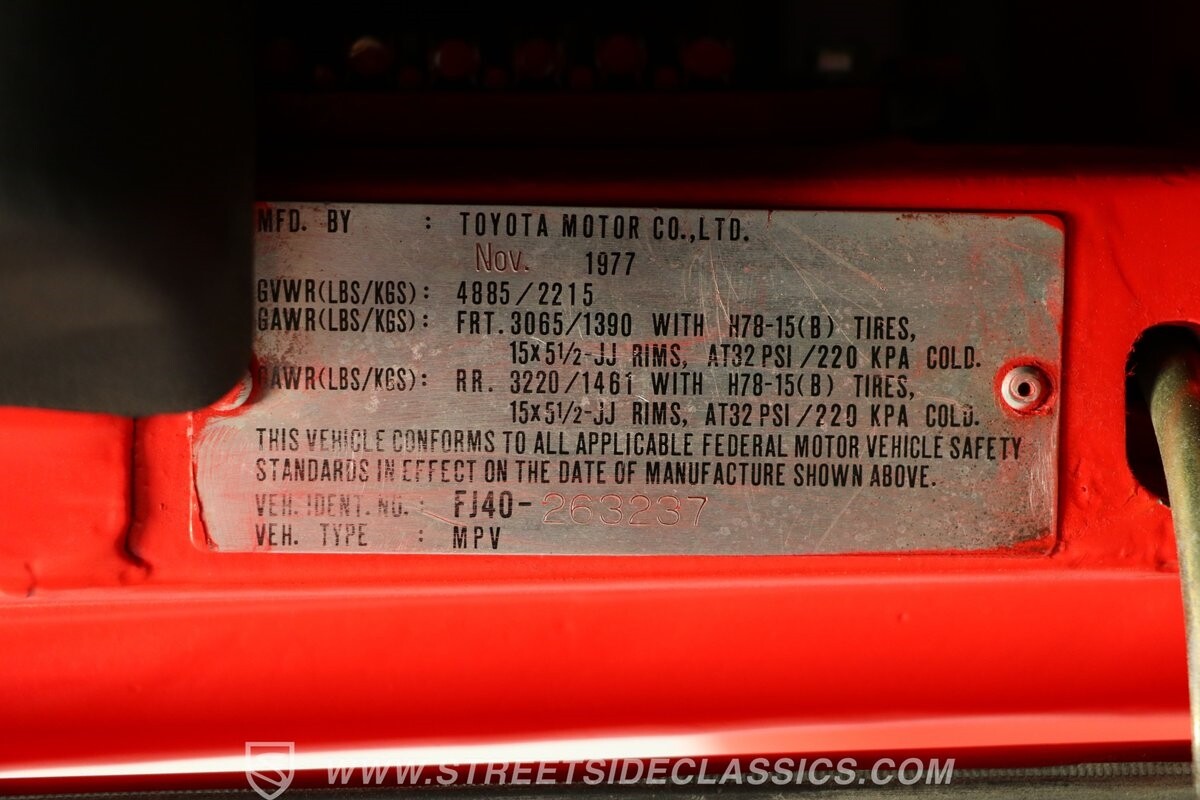 MFD. BY : TOYOTA MOTOR CO.,LTD.
Nov. 1977
GVWR(LBS/KGS): 4885/2215
GAWR(LBS/KGS): FRT. 3065/1390 WITH H78-15(B) TIRES,
15x5½-JJ RIMS, AT32 PSI/220 KPA COLD.
GAWR(LBS/KGS): RR. 3220/1461 WITH H78-15(B) TIRES,
15x5½-JJ RIMS, AT32 PSI/220 KPA COLD.
THIS VEHICLE CONFORMS TO ALL APPLICABLE FEDERAL MOTOR VEHICLE SAFETY
STANDARDS IN EFFECT ON THE DATE OF MANUFACTURE SHOWN ABOVE.
VEH. IDENT. NO. : FJ40-263237
VEH. TYPE : MPV
WWW.STREETSIDECLASSICS.COM